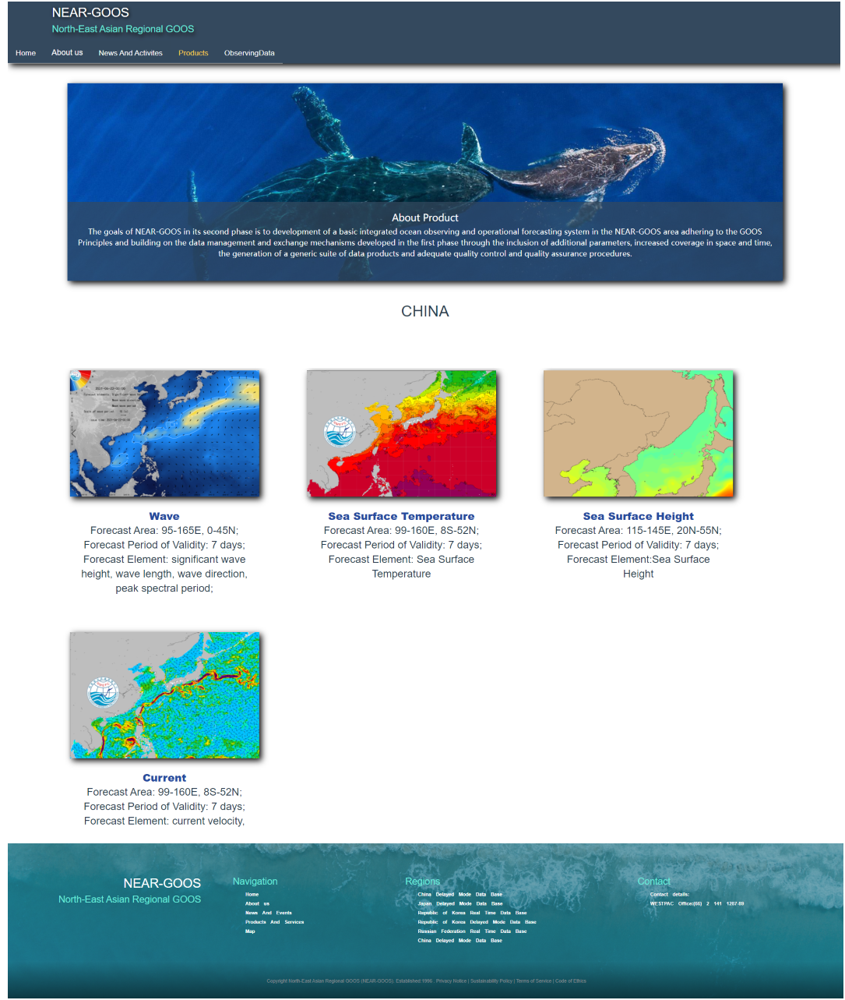 NEAR-GOOS
North-East Asian Regional GOOS
Home About us News And Activites Products ObservingData
About Product
The goals of NEAR-GOOS in its second phase is to development of a basic integrated ocean observing and operational forecasting system in the NEAR-GOOS area adhering to the GOOS
Principles and building on the data management and exchange mechanisms developed in the first phase through the inclusion of additional parameters, increased coverage in space and time,
the generation of a generic suite of data products and adequate quality control and quality assurance procedures.
CHINA
Wave
Forecast Area: 95-165E, 0-45N;
Forecast Period of Validity: 7 days;
Forecast Element: significant wave
height, wave length, wave direction,
peak spectral period;
Sea Surface Temperature
Forecast Area: 99-160E, 8S-52N;
Forecast Period of Validity: 7 days;
Forecast Element: Sea Surface
Temperature
Sea Surface Height
Forecast Area: 115-145E, 20N-55N;
Forecast Period of Validity: 7 days;
Forecast Element:Sea Surface
Height
Current
Forecast Area: 99-160E, 8S-52N;
Forecast Period of Validity: 7 days;
Forecast Element: current velocity,
NEAR-GOOS
North-East Asian Regional GOOS
Navigation
Home
About us
News And Events
Products And Services
Map
Regions
China Delayed Mode Data Base
Japan Delayed Mode Data Base
Republic of Korea Real Time Data Base
Republic of Korea Delayed Mode Data Base
Russian Federation Real Time Data Base
China Delayed Mode Data Base
Contact
Contact details:
WESTPAC Office:(66) 2 141 1287-89
Copyright North-East Asian Regional GOOS (NEAR-GOOS). Established 1996 . Privacy Notice | Sustainability Policy | Terms of Service | Code of Ethics